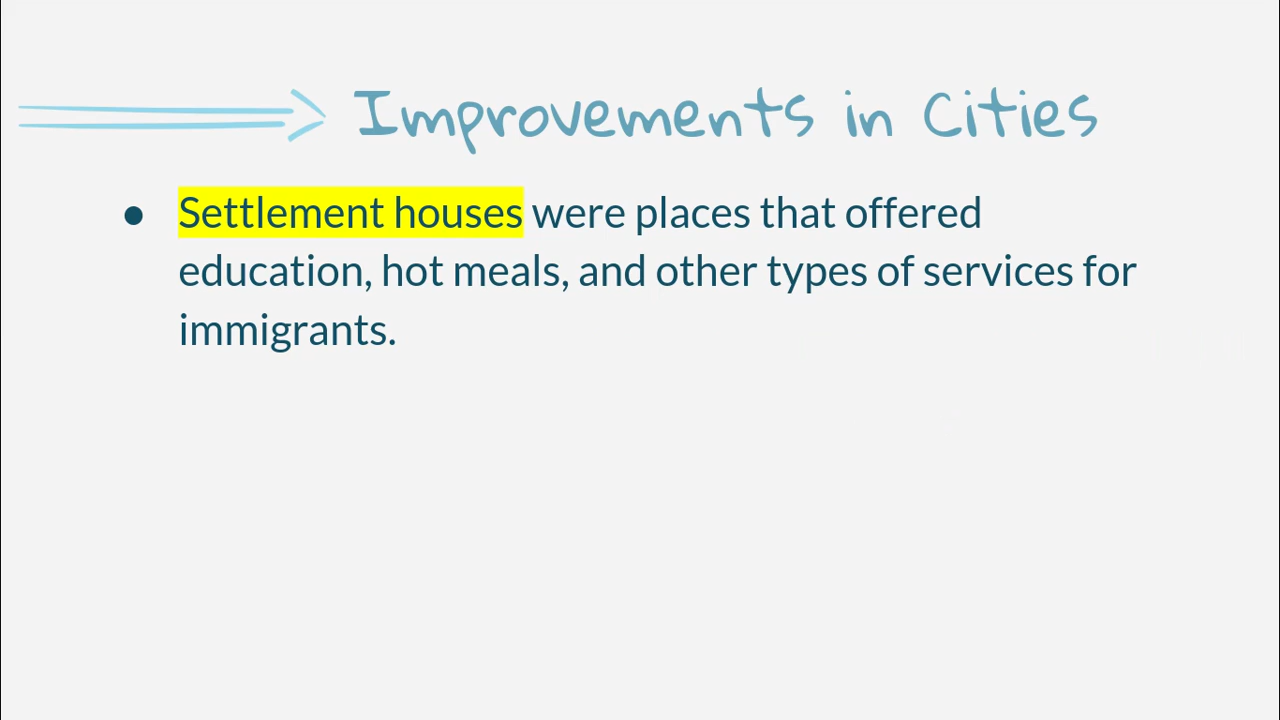 Improvements in Cities
● Settlement houses were places that offered
education, hot meals, and other types of services for
immigrants.